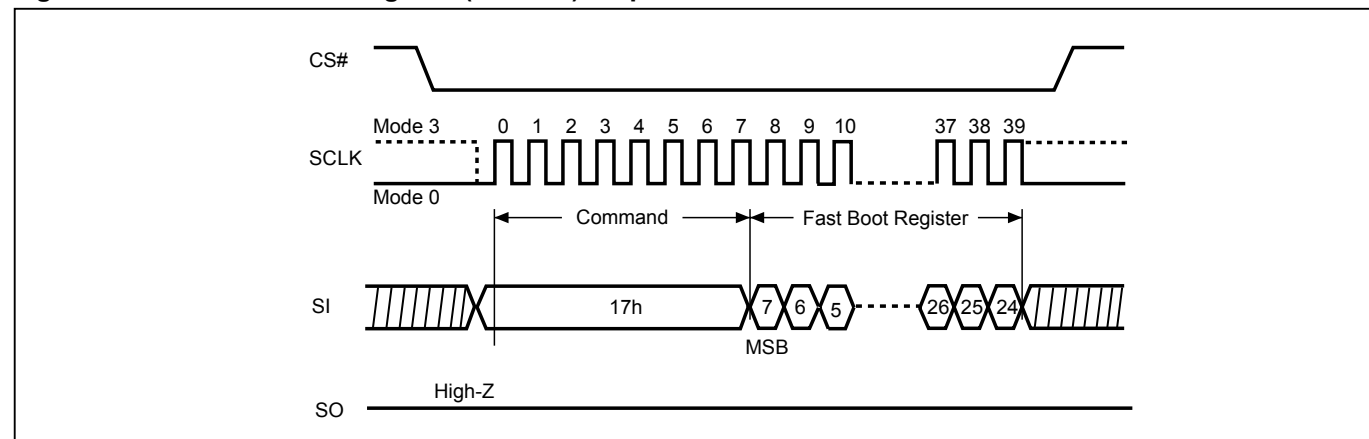 CS#
Mode 3 0 1 2 3 4 5 6 7 8 9 10 37 38 39
SCLK
Mode 0
Command Fast Boot Register
SI 17h 7 6 5 26 25 24
MSB
High-Z
SO